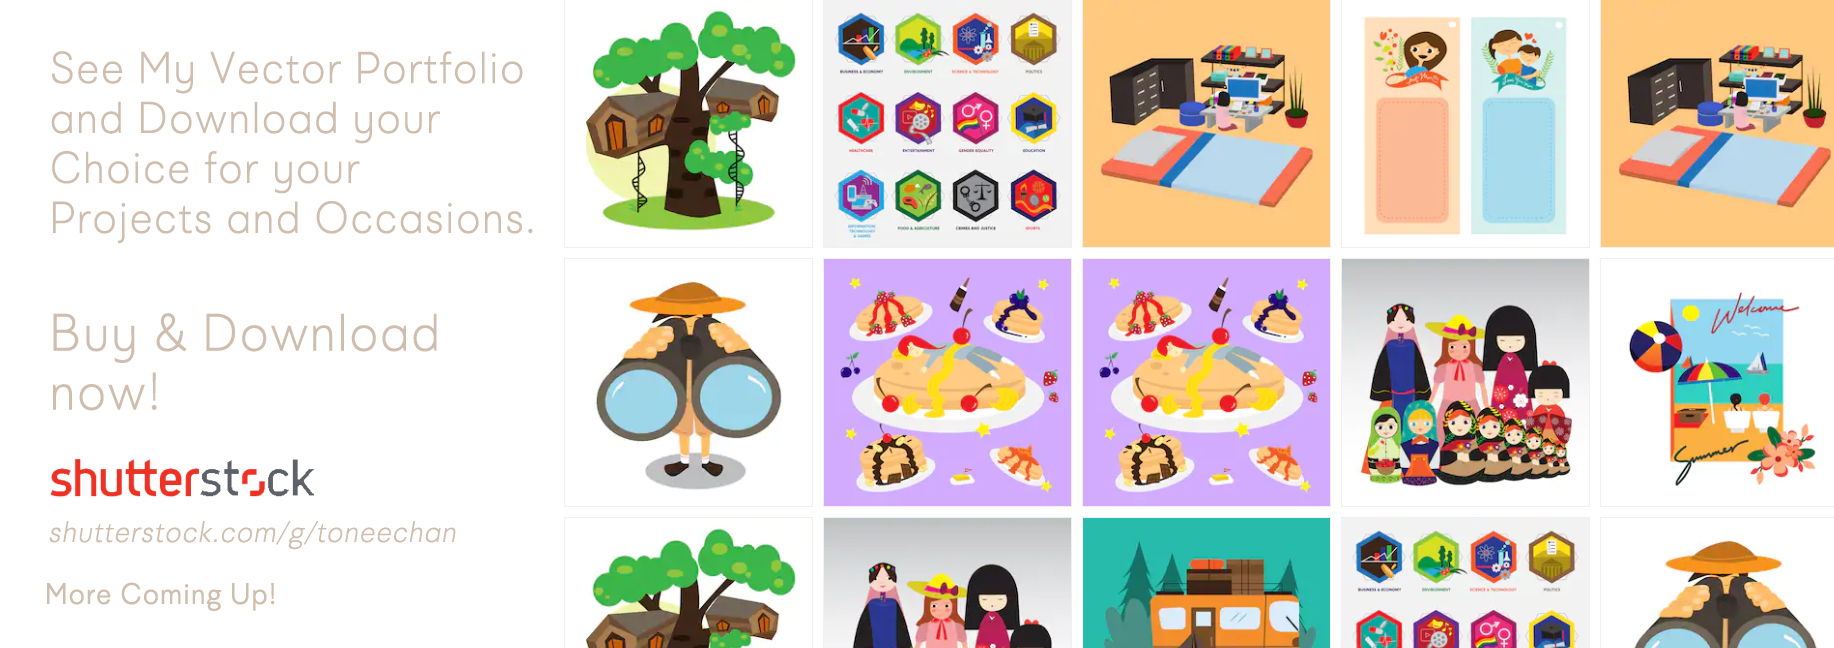 See My Vector Portfolio
and Download your
Choice for your
Projects and Occasions.
Buy & Download
now!
shutterstock
shutterstock.com/g/toneechan
More Coming Up!
BUSINESS & ECONOMY
ENVIRONMENT
SCIENCE & TECHNOLOGY
POLITICS
HEALTHCARE
ENTERTAINMENT
GENDER EQUALITY
EDUCATION
INFORMATION
TECHNOLOGY
& GAMES
FOOD & AGRICULTURE
CRIMES AND JUSTICE
SPORTS
Welcome
Summer
BUSINESS & ECONOMY
ENVIRONMENT
SCIENCE & TECHNOLOGY
POLITICS